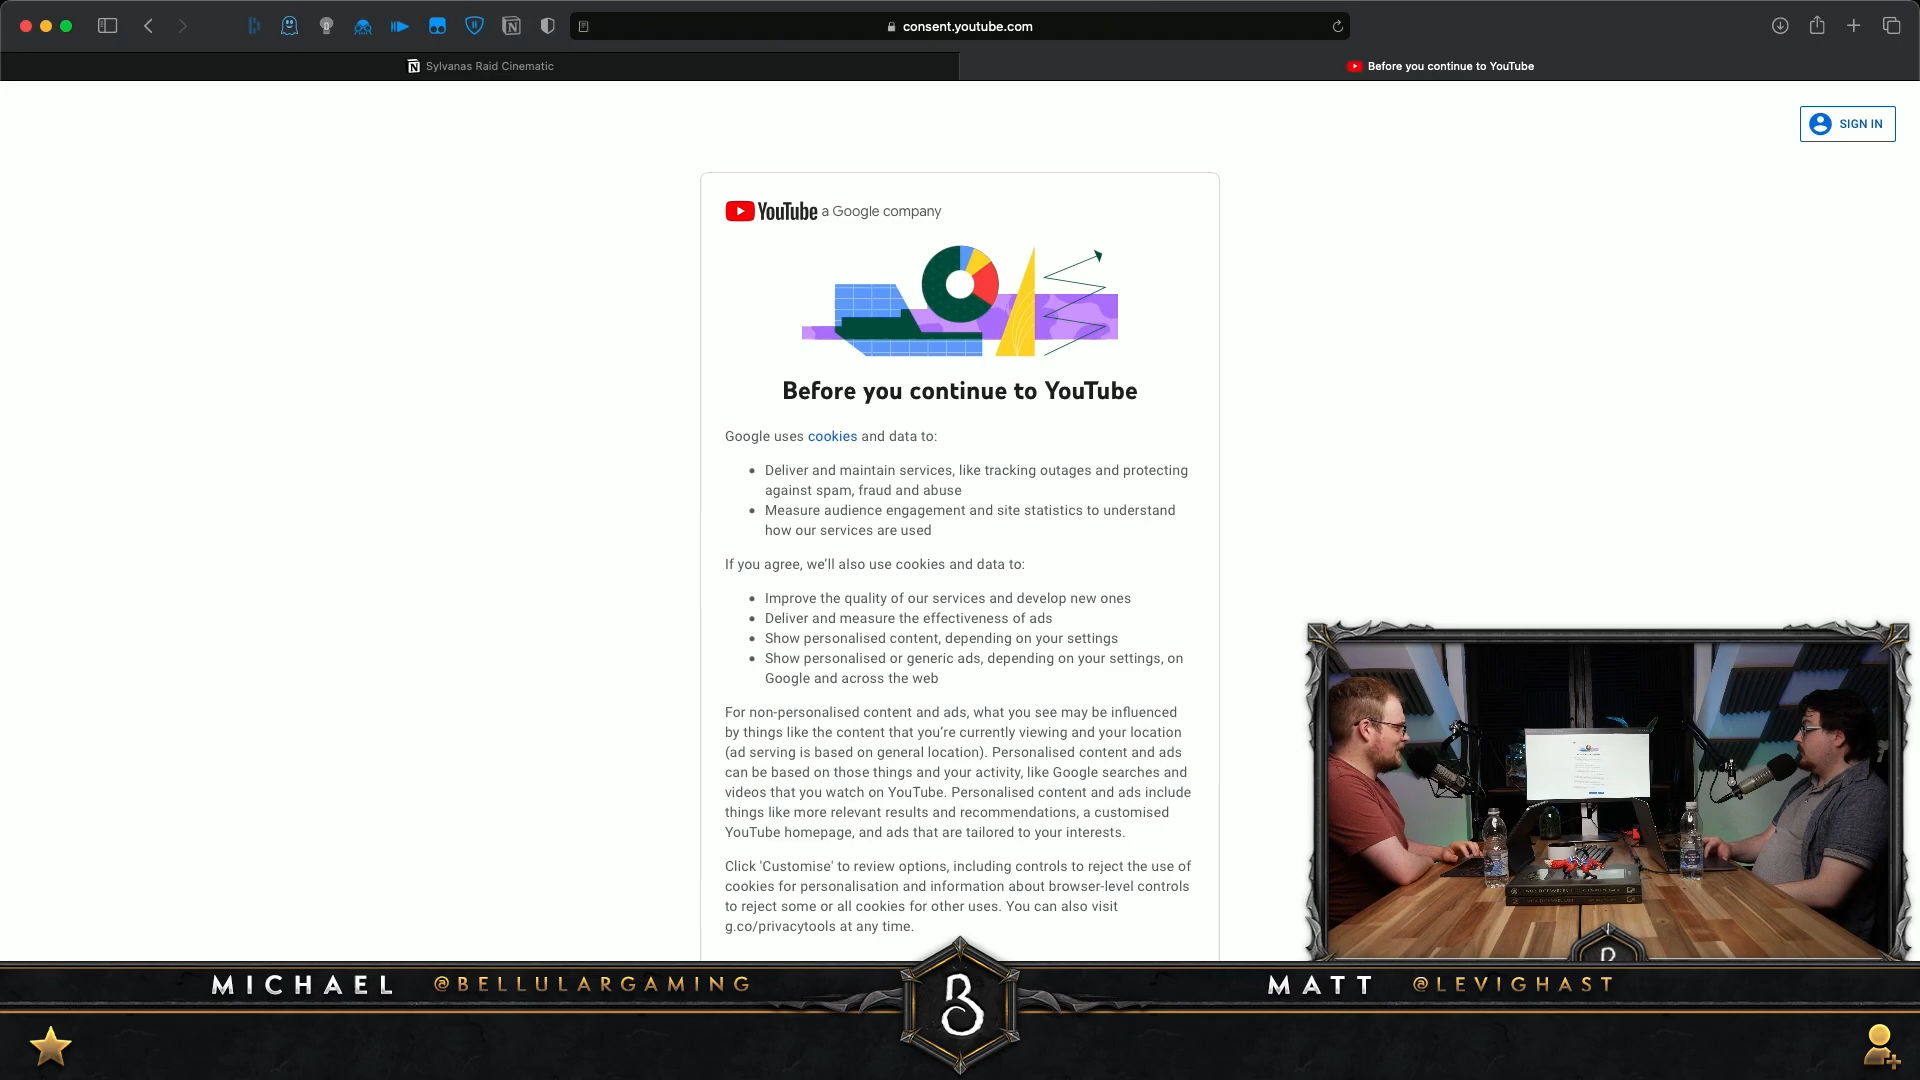 consent.youtube.com
Sylvanas Raid Cinematic
Before you continue to YouTube
SIGN IN
YouTube a Google company
Before you continue to YouTube
Google uses cookies and data to:
• Deliver and maintain services, like tracking outages and protecting
against spam, fraud and abuse
• Measure audience engagement and site statistics to understand
how our services are used
If you agree, we’ll also use cookies and data to:
• Improve the quality of our services and develop new ones
• Deliver and measure the effectiveness of ads
• Show personalised content, depending on your settings
• Show personalised or generic ads, depending on your settings, on
Google and across the web
For non-personalised content and ads, what you see may be influenced
by things like the content that you’re currently viewing and your location
(ad serving is based on general location). Personalised content and ads
can be based on those things and your activity, like Google searches and
videos that you watch on YouTube. Personalised content and ads include
things like more relevant results and recommendations, a customised
YouTube homepage, and ads that are tailored to your interests.
Click 'Customise' to review options, including controls to reject the use of
cookies for personalisation and information about browser-level controls
to reject some or all cookies for other uses. You can also visit
g.co/privacytools at any time.
MICHAEL @BELLULARGAMING
B
MATT @LEVIGHAST